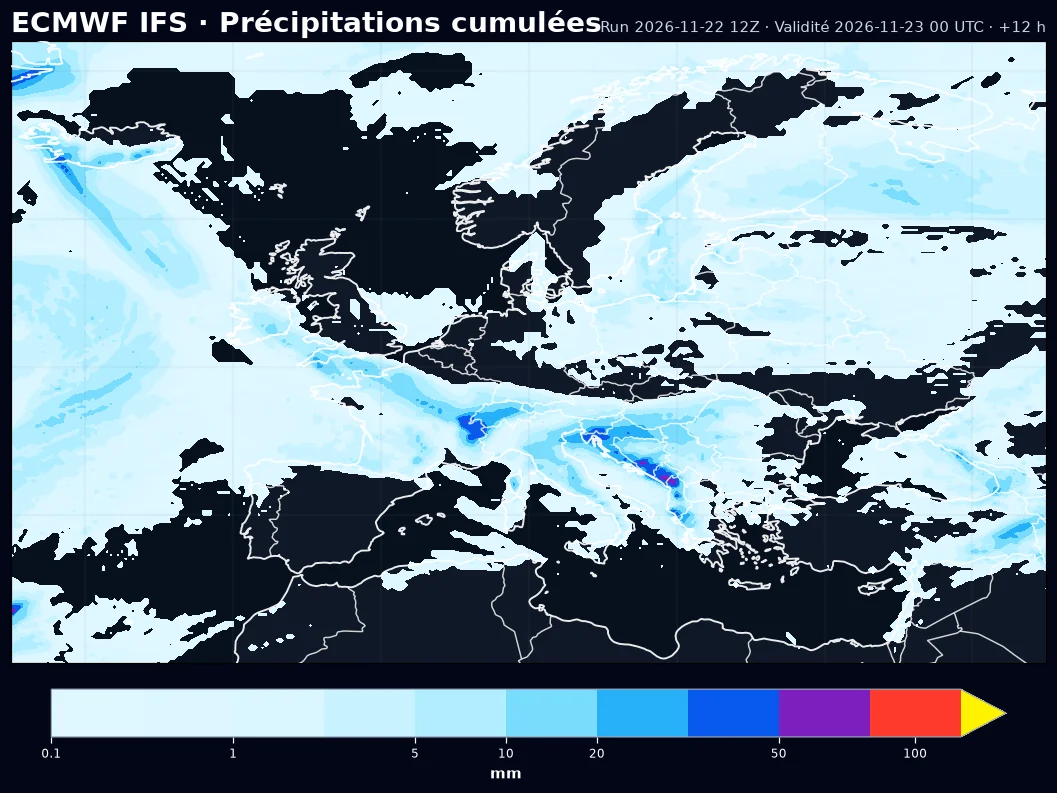 ECMWF IFS · Précipitations cumulées
Run 2026-11-22 12Z · Validité 2026-11-23 00 UTC · +12 h
0.1 1 5 10 20 50 100
mm